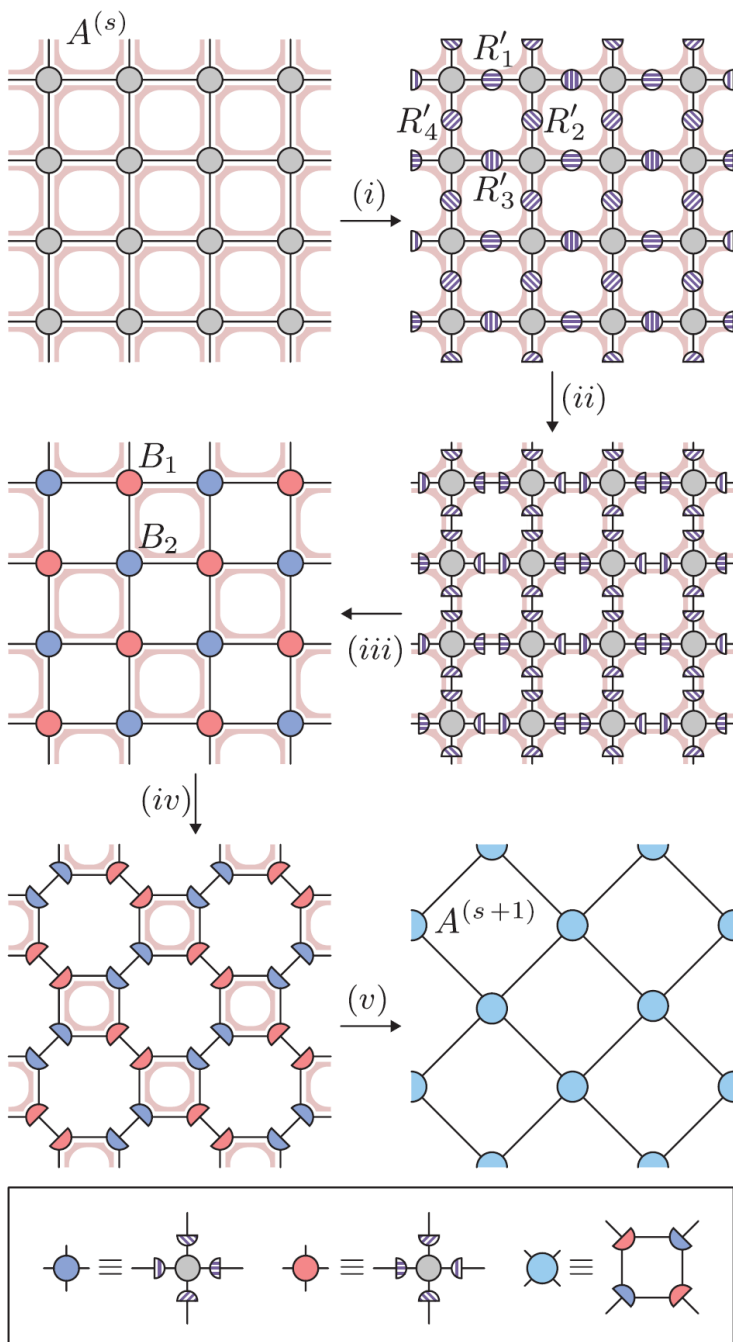 A^{(s)}
R'_1
R'_4
R'_2
R'_3
(i)
(ii)
B_1
B_2
(iii)
(iv)
A^{(s+1)}
(v)
≡
≡
≡